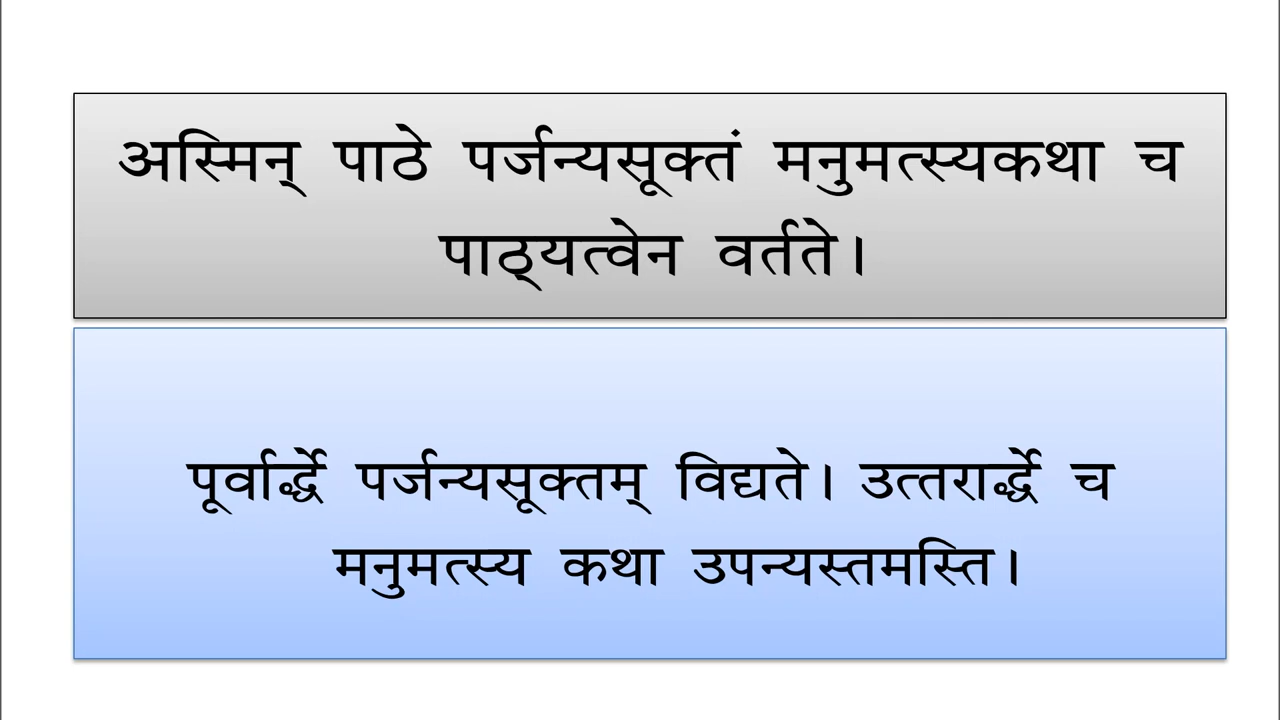 अस्मिन् पाठे पर्जन्यसूक्तं मनुमत्स्यकथा च
पाठ्यत्वेन वर्तते।
पूर्वार्द्धे पर्जन्यसूक्तम् विद्यते। उत्तरार्द्धे च
मनुमत्स्य कथा उपन्यस्तमस्ति।